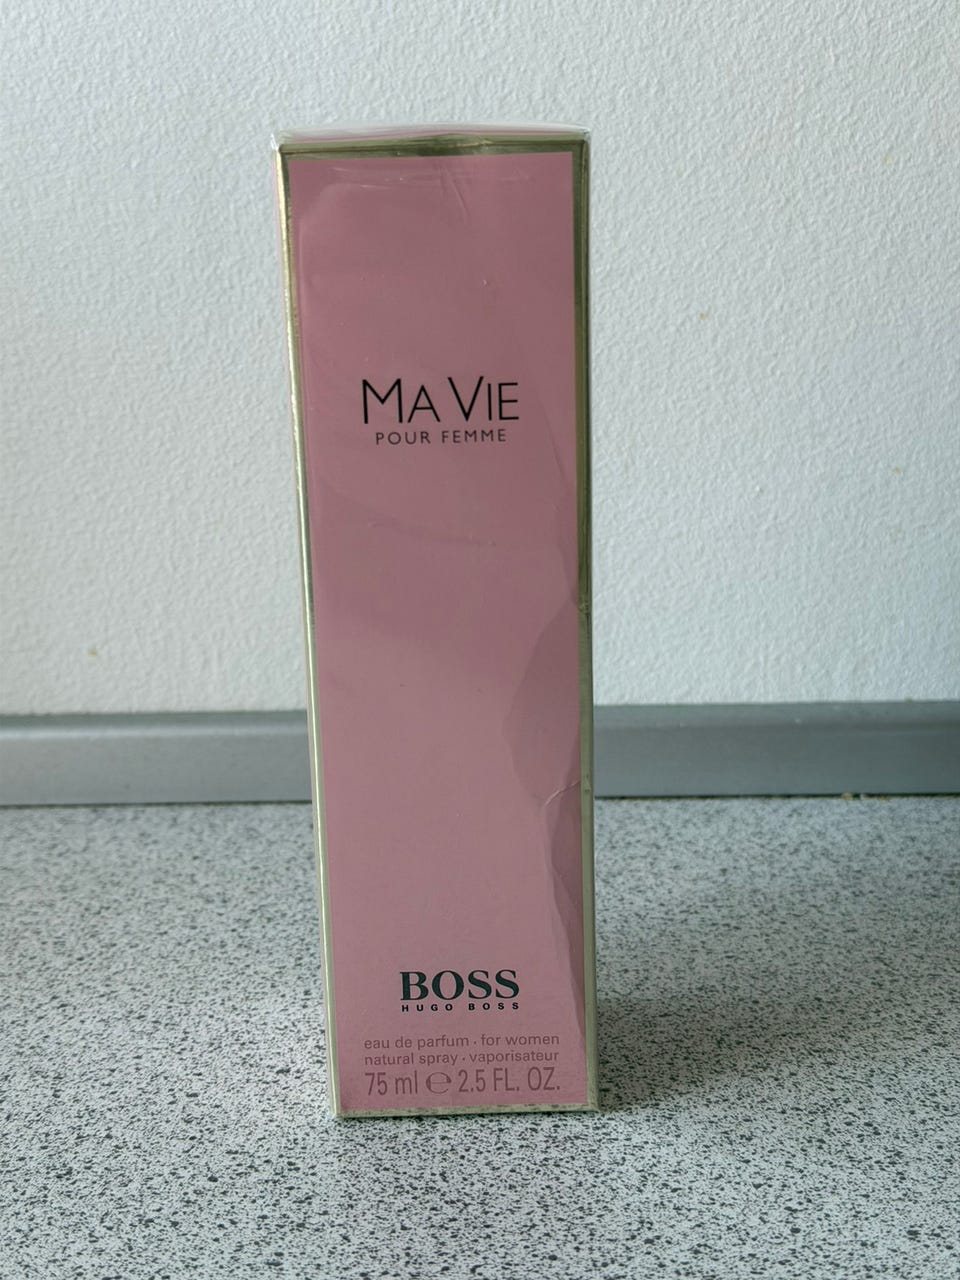 MA VIE
POUR FEMME
BOSS
HUGO BOSS
eau de parfum · for women
natural spray · vaporisateur
75 ml ℮ 2.5 FL. OZ.